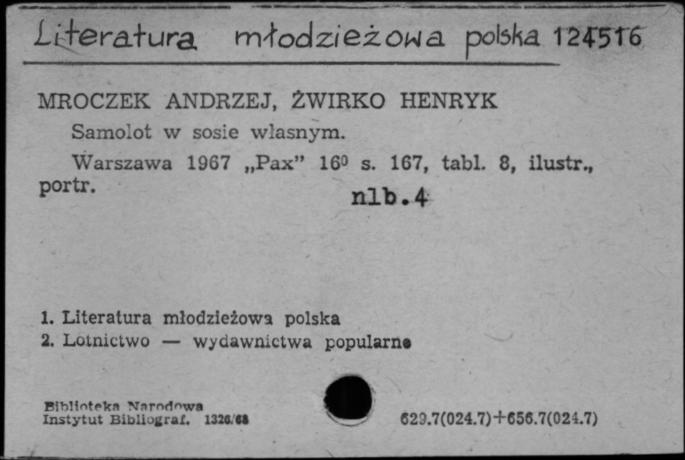 Literatura młodzieżowa polska 124516
MROCZEK ANDRZEJ, ŻWIRKO HENRYK
Samolot w sosie własnym.
Warszawa 1967 „Pax” 16⁰ s. 167, tabl. 8, ilustr.,
portr.
nlb.4
1. Literatura młodzieżowa polska
2. Lotnictwo — wydawnictwa popularne
Biblioteka Narodowa
Instytut Bibliograf. 1326/68
629.7(024.7)+656.7(024.7)